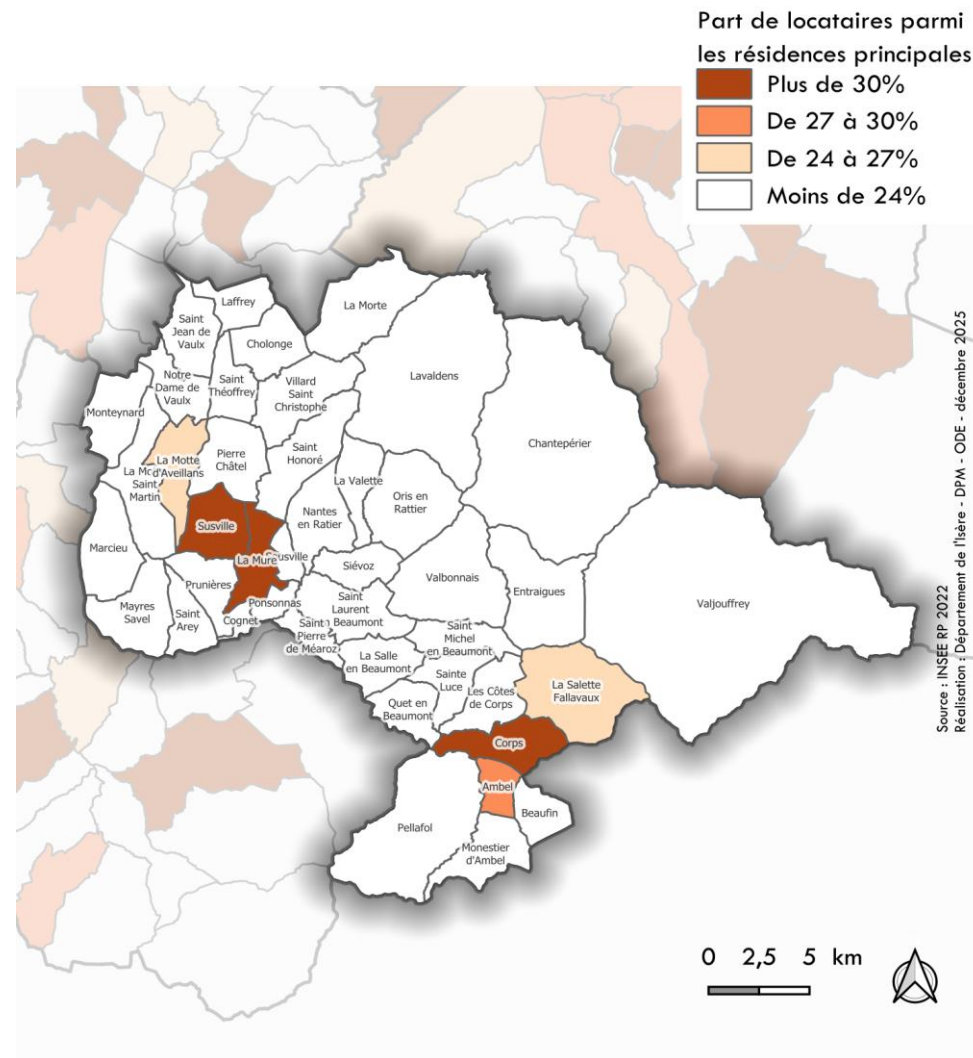 Part de locataires parmi
les résidences principales
Plus de 30%
De 27 à 30%
De 24 à 27%
Moins de 24%
Laffrey
La Morte
Saint
Jean de
Vaulx
Cholonge
Lavaldens
Notre
Dame de
Vaulx
Saint
Théoffrey
Villard
Saint
Christophe
Monteynard
Chantepérier
La Motte
d'Aveillans
Pierre
Châtel
Saint
Honoré
La
Saint
Martin
La Valette
Oris en
Rattier
Nantes
en Ratier
Susville
Marcieu
La Mure
Siévoz
Valbonnais
Prunières
Entraigues
Valjouffrey
Mayres
Savel
Saint
Arey
Cognet
Ponsonnas
Saint
Laurent
Beaumont
Saint
Pierre
de Méaroz
Saint
Michel
en Beaumont
La Salle
en Beaumont
Sainte
Luce
Les Côtes
de Corps
La Salette
Fallavaux
Quet en
Beaumont
Corps
Ambel
Beaufin
Pellafol
Monestier
d'Ambel
Source : INSEE RP 2022
Réalisation : Département de l'Isère - DPM - ODE - décembre 2025
0 2,5 5 km